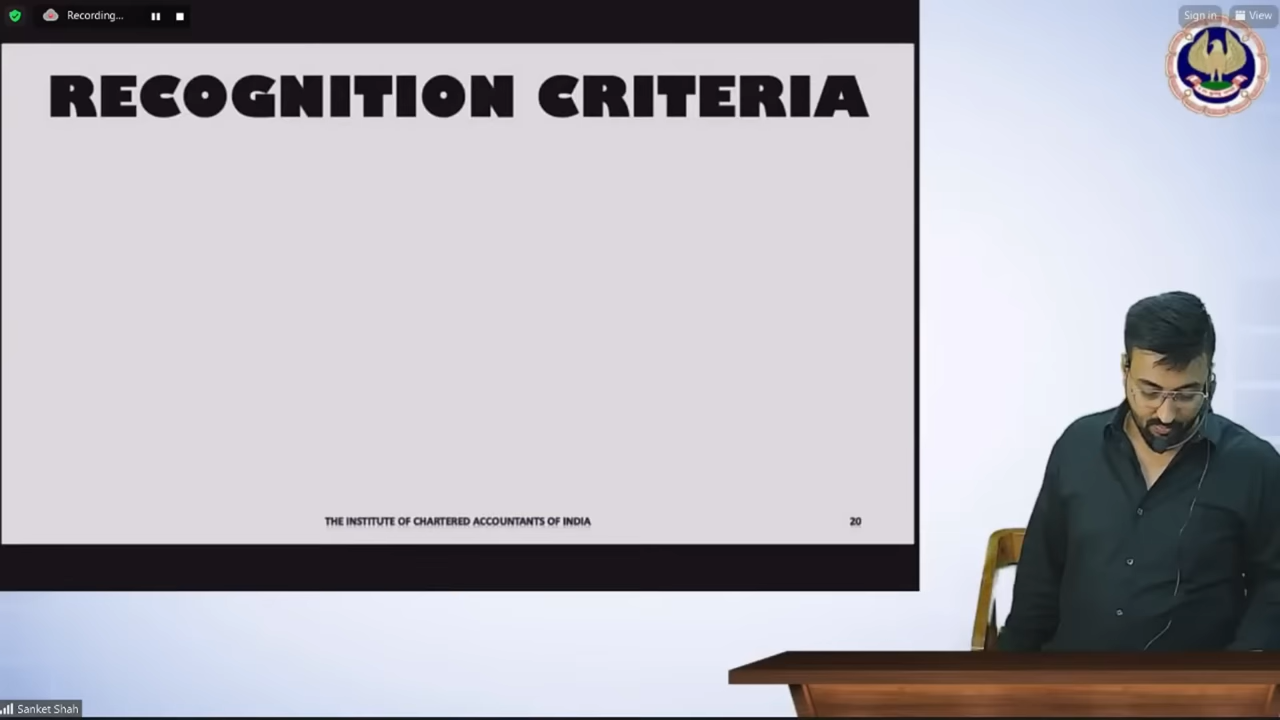 Recording...
Sign in
View
RECOGNITION CRITERIA
THE INSTITUTE OF CHARTERED ACCOUNTANTS OF INDIA
20
Sanket Shah